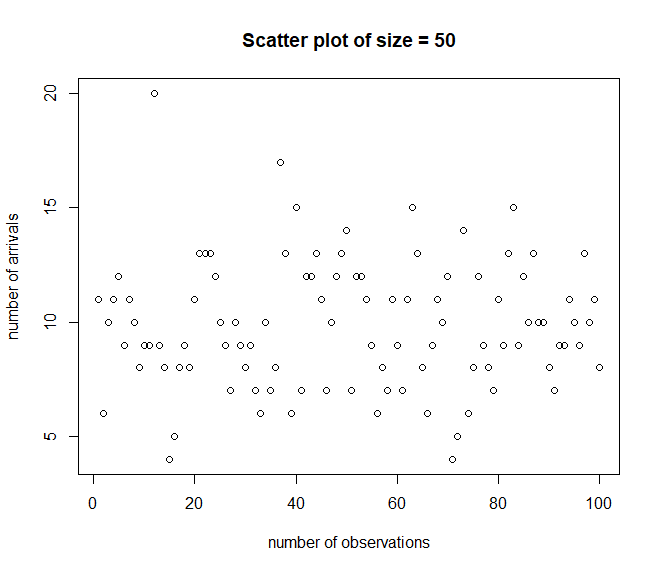 Scatter plot of size = 50
20
15
10
5
number of arrivals
0 20 40 60 80 100
number of observations